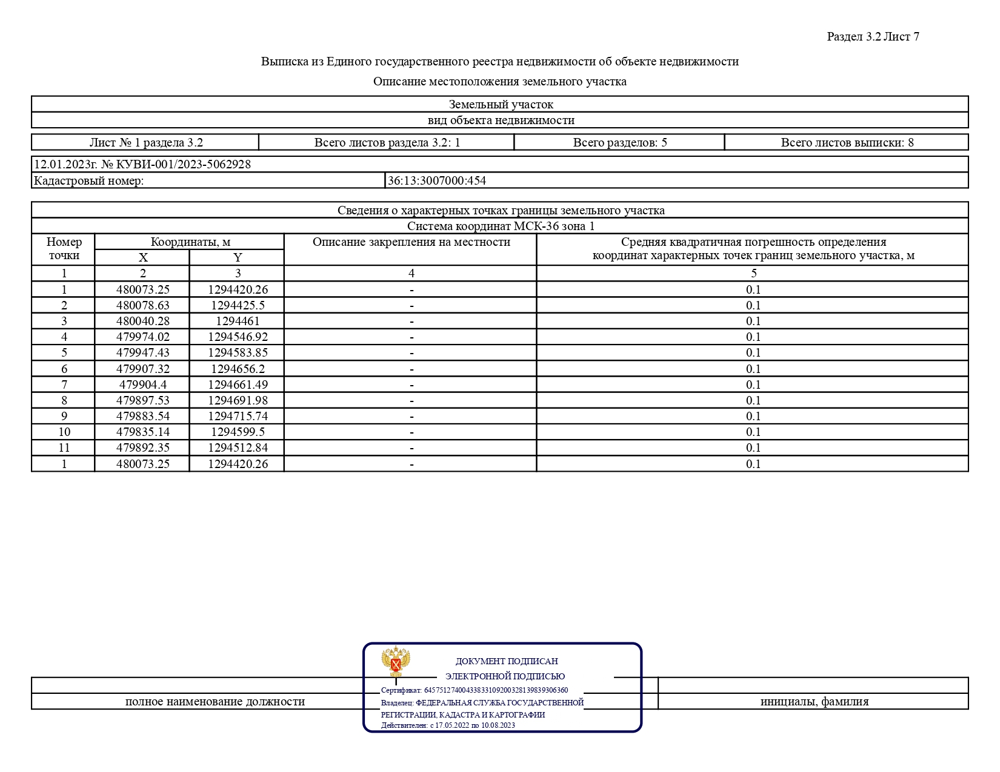 Раздел 3.2 Лист 7
Выписка из Единого государственного реестра недвижимости об объекте недвижимости
Описание местоположения земельного участка
Земельный участок
вид объекта недвижимости
Лист № 1 раздела 3.2 Всего листов раздела 3.2: 1 Всего разделов: 5 Всего листов выписки: 8
12.01.2023г. № КУВИ-001/2023-5062928
Кадастровый номер: 36:13:3007000:454
Сведения о характерных точках границы земельного участка
Система координат МСК-36 зона 1
Номер точки Координаты, м Описание закрепления на местности Средняя квадратичная погрешность определения
координат характерных точек границ земельного участка, м
X Y
1 2 3 4 5
1 480073.25 1294420.26 - 0.1
2 480078.63 1294425.5 - 0.1
3 480040.28 1294461 - 0.1
4 479974.02 1294546.92 - 0.1
5 479947.43 1294583.85 - 0.1
6 479907.32 1294656.2 - 0.1
7 479904.4 1294661.49 - 0.1
8 479897.53 1294691.98 - 0.1
9 479883.54 1294715.74 - 0.1
10 479835.14 1294599.5 - 0.1
11 479892.35 1294512.84 - 0.1
1 480073.25 1294420.26 - 0.1
ДОКУМЕНТ ПОДПИСАН
ЭЛЕКТРОННОЙ ПОДПИСЬЮ
Сертификат: 64575127400433833109200328139839306360
Владелец: ФЕДЕРАЛЬНАЯ СЛУЖБА ГОСУДАРСТВЕННОЙ
РЕГИСТРАЦИИ, КАДАСТРА И КАРТОГРАФИИ
Действителен: с 17.05.2022 по 10.08.2023
полное наименование должности
инициалы, фамилия